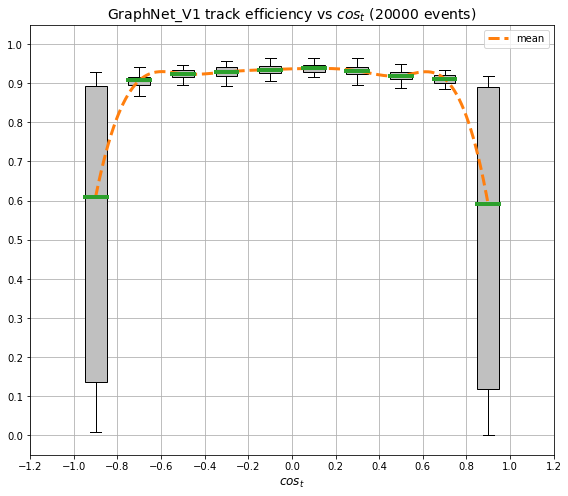 GraphNet_V1 track efficiency vs cos_t (20000 events)
mean
1.0
0.9
0.8
0.7
0.6
0.5
0.4
0.3
0.2
0.1
0.0
−1.2 −1.0 −0.8 −0.6 −0.4 −0.2 0.0 0.2 0.4 0.6 0.8 1.0 1.2
cos_t